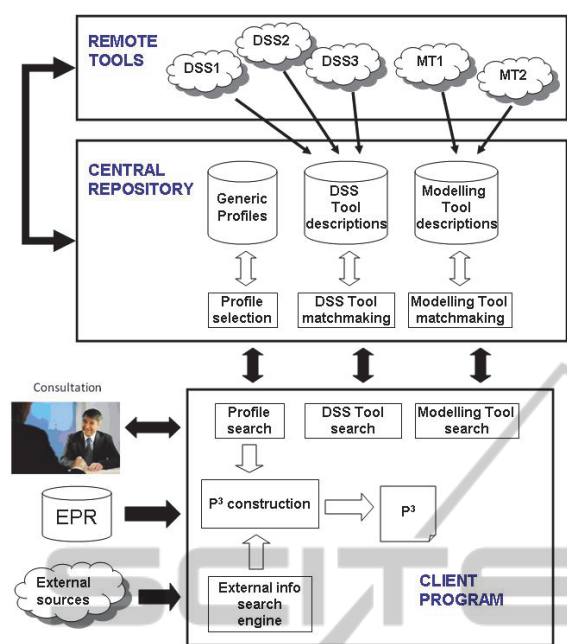 REMOTE
TOOLS
DSS1
DSS2
DSS3
MT1
MT2
CENTRAL
REPOSITORY
Generic
Profiles
DSS
Tool
descriptions
Modelling
Tool
descriptions
Profile
selection
DSS Tool
matchmaking
Modelling Tool
matchmaking
Consultation
Profile
search
DSS Tool
search
Modelling Tool
search
EPR
P³ construction
P³
External
sources
External info
search
engine
CLIENT
PROGRAM
SCITE